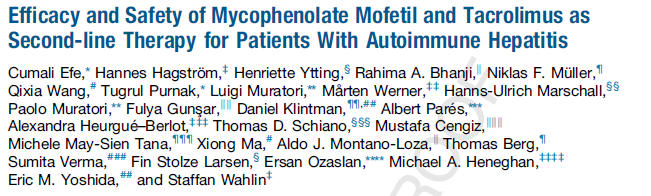 Efficacy and Safety of Mycophenolate Mofetil and Tacrolimus as
Second-line Therapy for Patients With Autoimmune Hepatitis
Cumali Efe,* Hannes Hagström,‡ Henriette Ytting,§ Rahima A. Bhanji,‖ Niklas F. Müller,¶
Qixia Wang,# Tugrul Purnak,* Luigi Muratori,** Mårten Werner,‡‡ Hanns-Ulrich Marschall,§§
Paolo Muratori,** Fulya Gunşar,‖‖ Daniel Klintman,¶¶,## Albert Parés,***
Alexandra Heurgué–Berlot,‡‡‡ Thomas D. Schiano,§§§ Mustafa Cengiz,‖‖‖
Michele May-Sien Tana,¶¶¶ Xiong Ma,# Aldo J. Montano-Loza,‖ Thomas Berg,¶
Sumita Verma,### Fin Stolze Larsen,§ Ersan Ozaslan,**** Michael A. Heneghan,‡‡‡‡
Eric M. Yoshida,## and Staffan Wahlin‡
PROOF